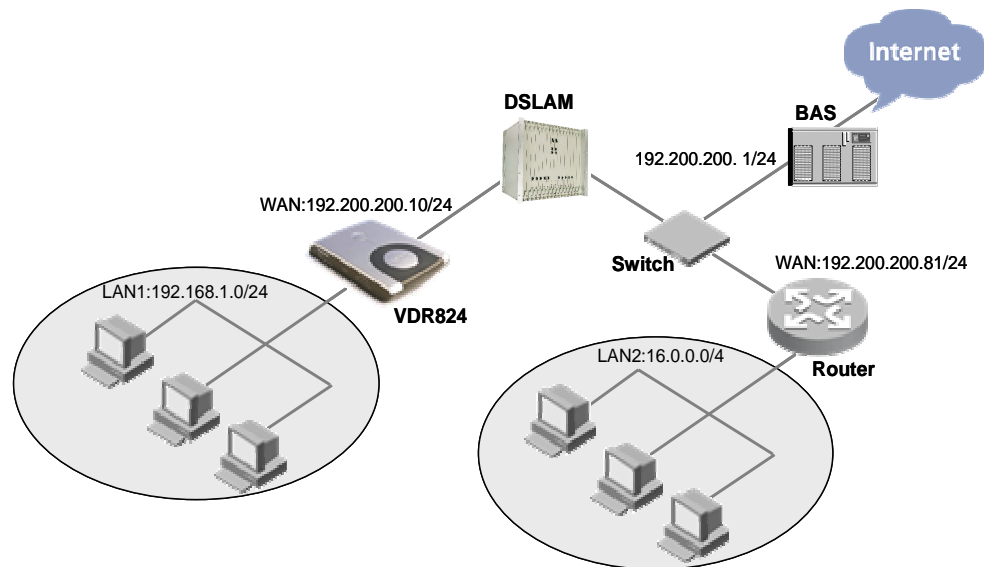 Internet
DSLAM
BAS
192.200.200. 1/24
WAN:192.200.200.10/24
Switch
WAN:192.200.200.81/24
LAN1:192.168.1.0/24
VDR824
LAN2:16.0.0.0/4
Router